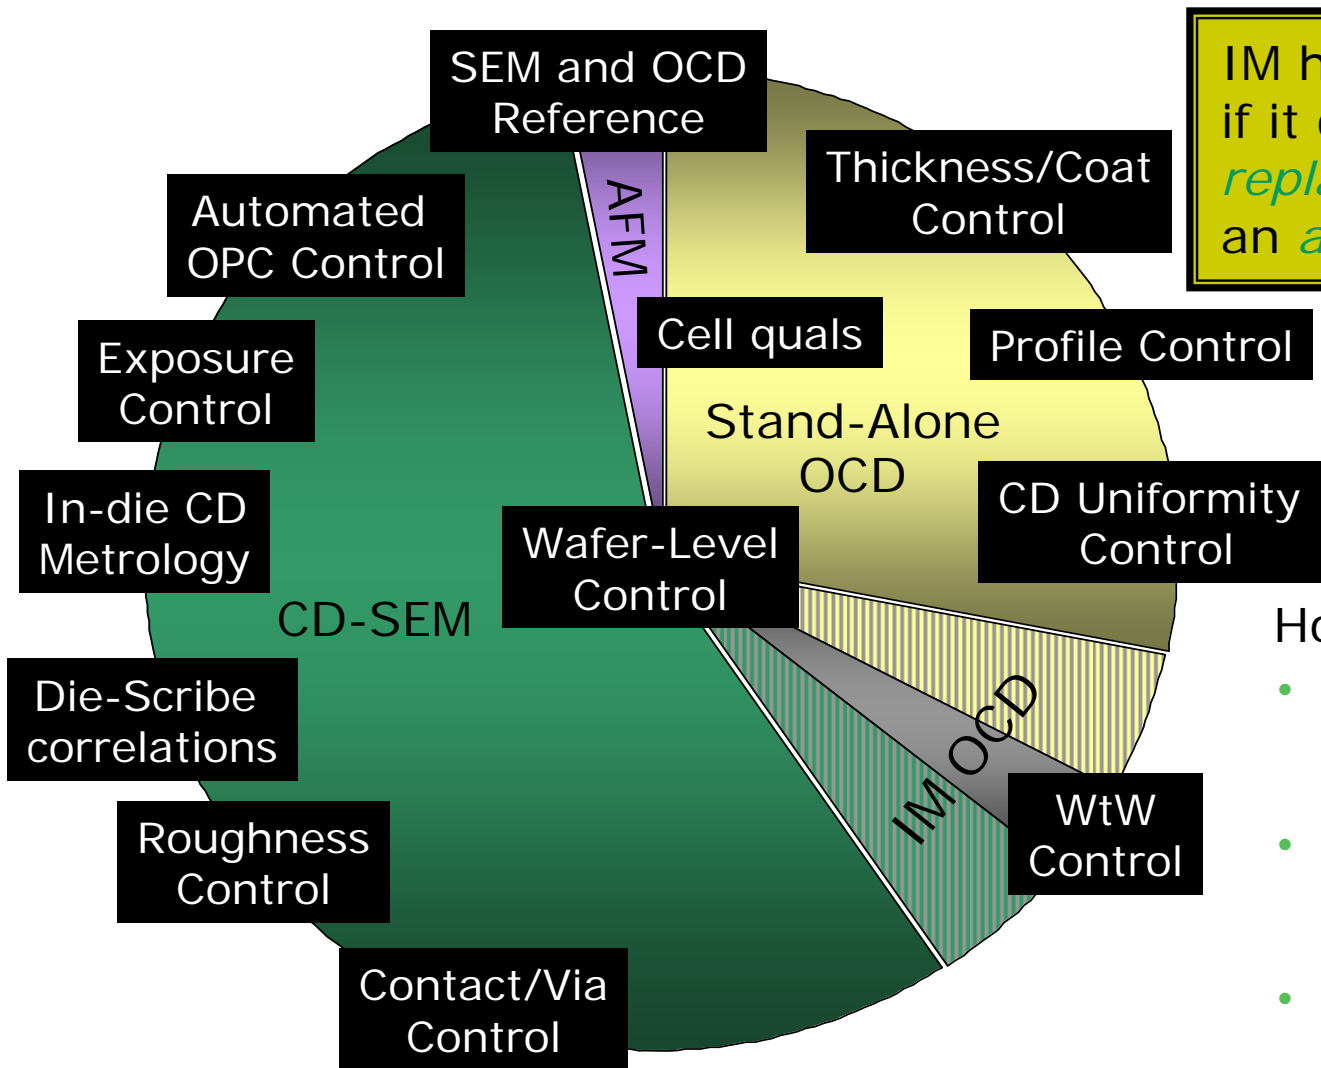 SEM and OCD
Reference
IM h
if it
repla
an a
Thickness/Coat
Control
AFM
Automated
OPC Control
Cell quals
Profile Control
Exposure
Control
Stand-Alone
OCD
In-die CD
Metrology
CD Uniformity
Control
Wafer-Level
Control
CD-SEM
Ho
Die-Scribe
correlations
IM OCD
WtW
Control
Roughness
Control
Contact/Via
Control